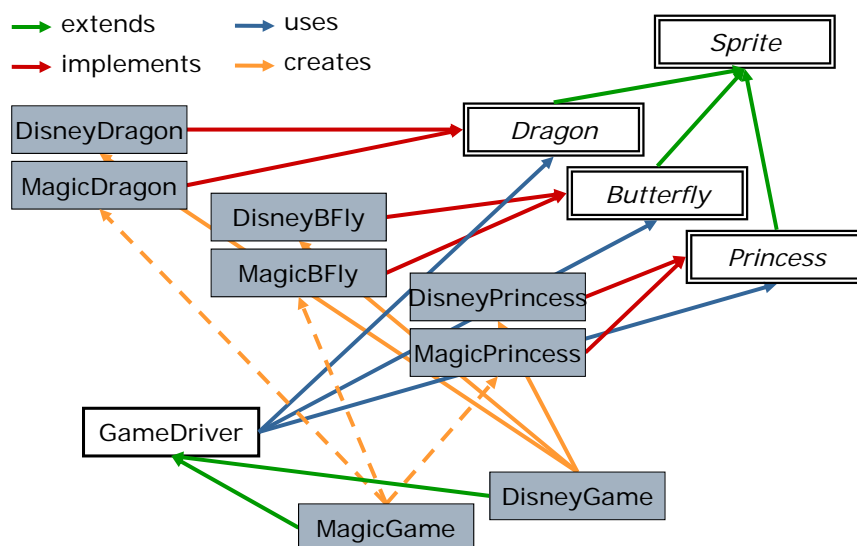 extends
uses
implements
creates
Sprite
DisneyDragon
Dragon
MagicDragon
Butterfly
DisneyBFly
MagicBFly
Princess
DisneyPrincess
MagicPrincess
GameDriver
DisneyGame
MagicGame